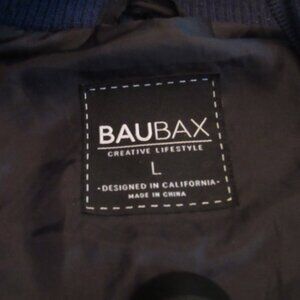 BAUBAX
CREATIVE LIFESTYLE
L
-DESIGNED IN CALIFORNIA-
MADE IN CHINA